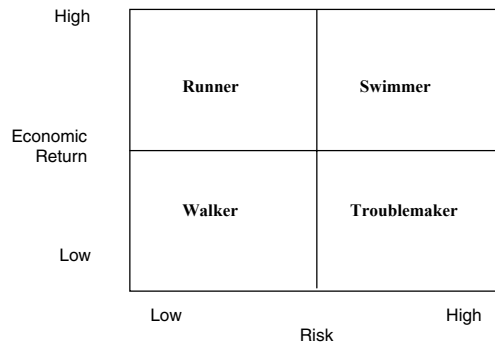 High
Runner
Swimmer
Economic
Return
Walker
Troublemaker
Low
Low
High
Risk